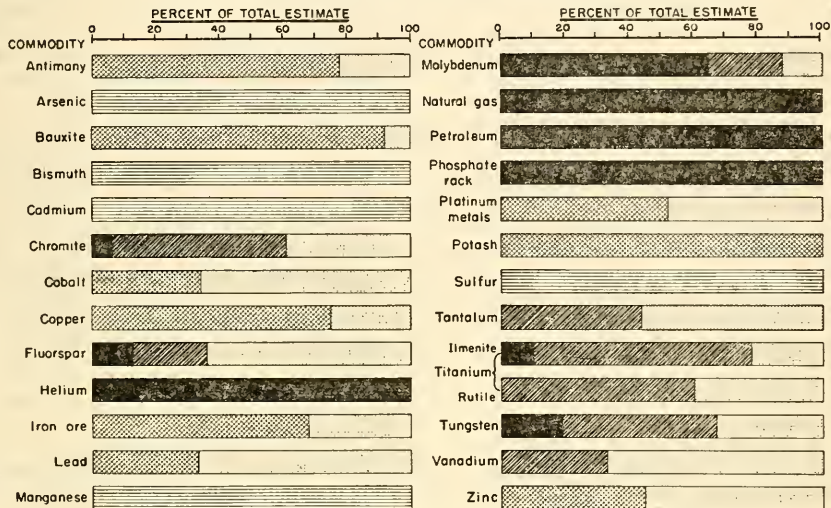 PERCENT OF TOTAL ESTIMATE
0 20 40 60 80 100
COMMODITY
Antimany
Arsenic
Bauxite
Bismuth
Cadmium
Chromite
Cobalt
Copper
Fluorspar
Helium
Iron ore
Lead
Manganese
PERCENT OF TOTAL ESTIMATE
0 20 40 60 80 100
COMMODITY
Molybdenum
Natural gas
Petroleum
Phosphate
rack
Platinum
metals
Potash
Sulfur
Tantalum
Ilmenite
Titanium
Rutile
Tungsten
Vanadium
Zinc